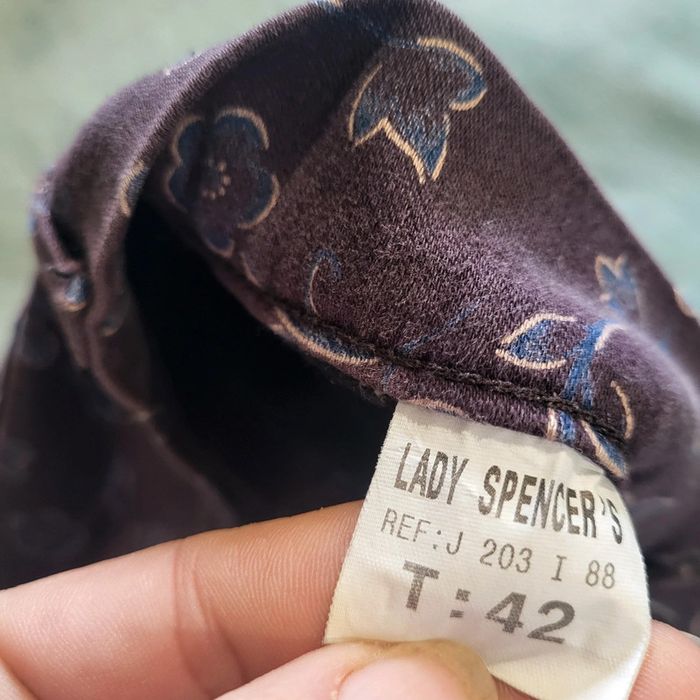 LADY SPENCER'S
REF:J 203 I 88
T:42